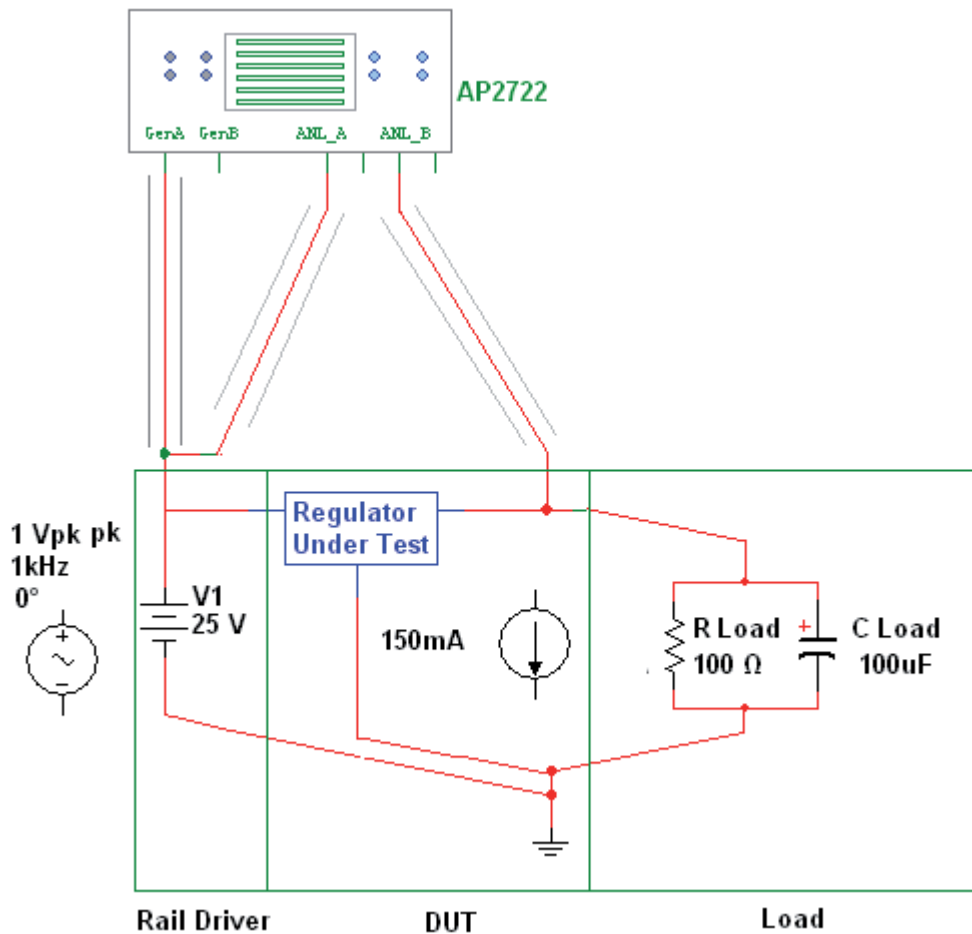 AP2722
GenA GenB ANL_A ANL_B
1 Vpk pk
1kHz
0°
V1
25 V
Regulator
Under Test
150mA
R Load
100 Ω
C Load
100uF
Rail Driver
DUT
Load